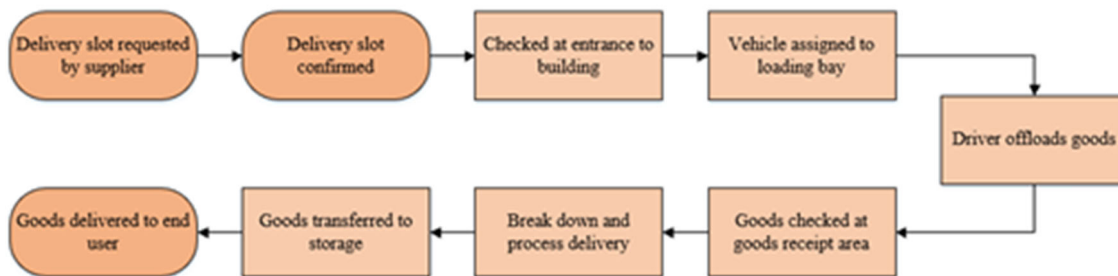 Delivery slot requested
by supplier
Delivery slot
confirmed
Checked at entrance to
building
Vehicle assigned to
loading bay
Driver offloads goods
Goods checked at
goods receipt area
Break down and
process delivery
Goods transferred to
storage
Goods delivered to end
user